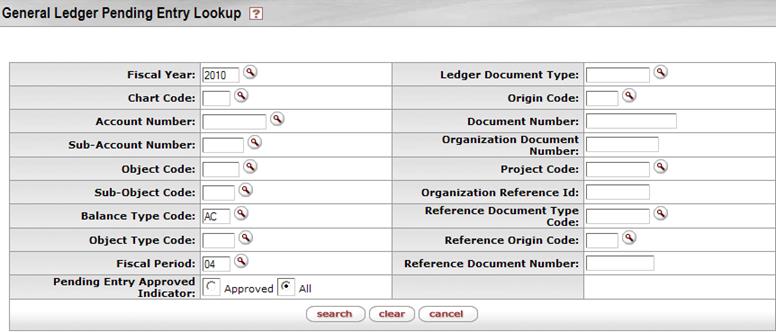 General Ledger Pending Entry Lookup ?
Fiscal Year: 2010 Ledger Document Type:
Chart Code: Origin Code:
Account Number: Document Number:
Sub-Account Number: Organization Document
Number:
Object Code: Project Code:
Sub-Object Code: Organization Reference Id:
Balance Type Code: AC Reference Document Type
Code:
Object Type Code: Reference Origin Code:
Fiscal Period: 04 Reference Document Number:
Pending Entry Approved
Indicator: Approved All
search clear cancel